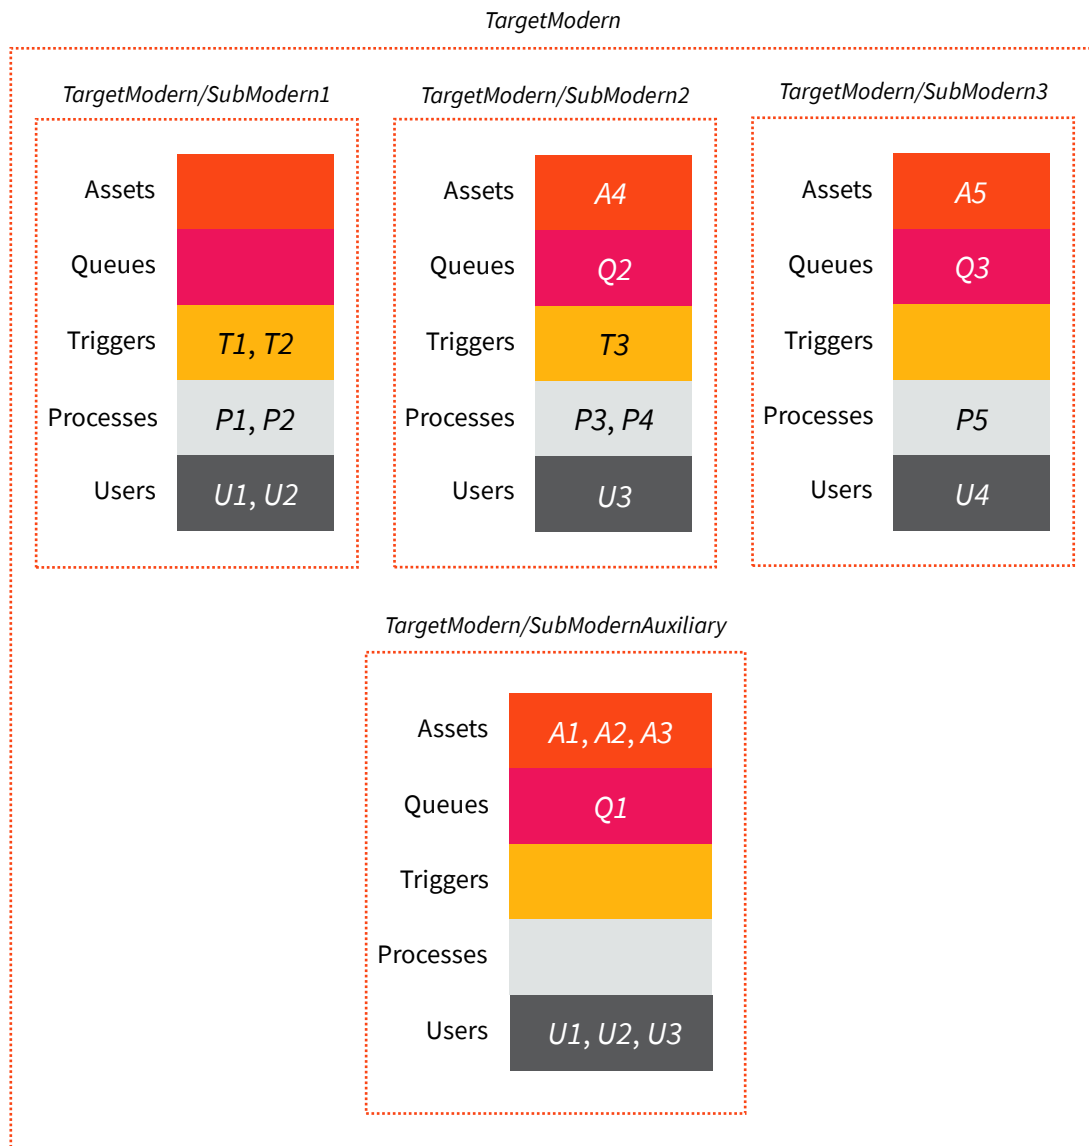 TargetModern
TargetModern/SubModern1
Assets
Queues
Triggers T1, T2
Processes P1, P2
Users U1, U2
TargetModern/SubModern2
Assets A4
Queues Q2
Triggers T3
Processes P3, P4
Users U3
TargetModern/SubModern3
Assets A5
Queues Q3
Triggers
Processes P5
Users U4
TargetModern/SubModernAuxiliary
Assets A1, A2, A3
Queues Q1
Triggers
Processes
Users U1, U2, U3